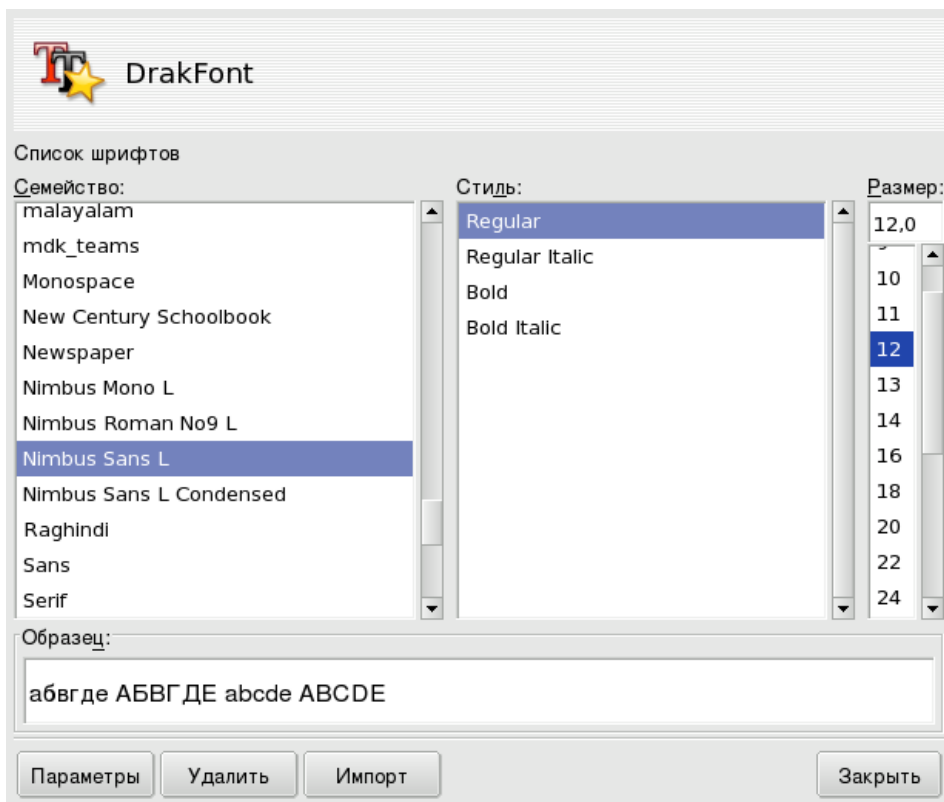 DrakFont
Список шрифтов
Семейство:
malayalam
mdk_teams
Monospace
New Century Schoolbook
Newspaper
Nimbus Mono L
Nimbus Roman No9 L
Nimbus Sans L
Nimbus Sans L Condensed
Raghindi
Sans
Serif
Стиль:
Regular
Regular Italic
Bold
Bold Italic
Размер:
12,0
10
11
12
13
14
16
18
20
22
24
Образец:
абвгде АБВГДЕ abcde ABCDE
Параметры Удалить Импорт Закрыть